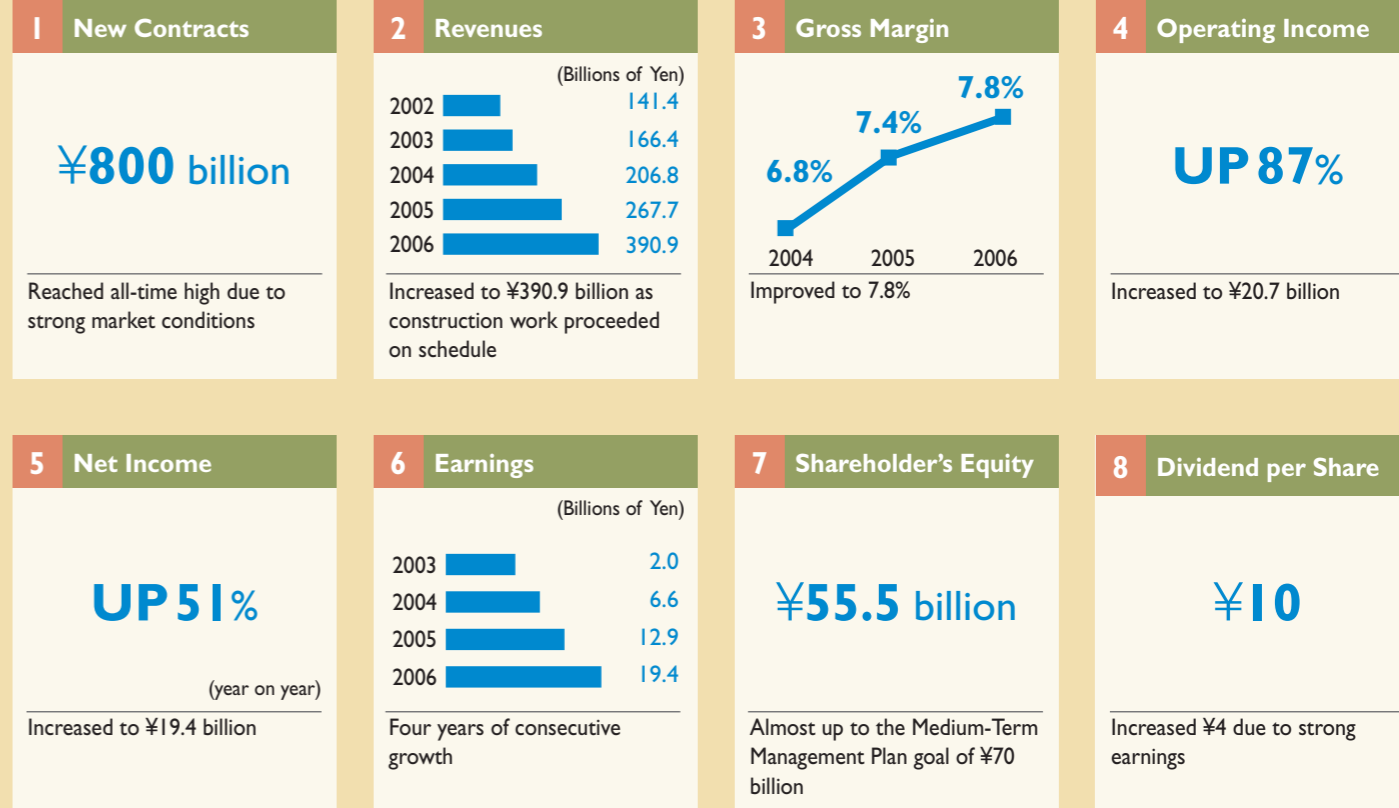 1 New Contracts
¥800 billion
Reached all-time high due to
strong market conditions
2 Revenues
(Billions of Yen)
2002 141.4
2003 166.4
2004 206.8
2005 267.7
2006 390.9
Increased to ¥390.9 billion as
construction work proceeded
on schedule
3 Gross Margin
6.8% 7.4% 7.8%
2004 2005 2006
Improved to 7.8%
4 Operating Income
UP 87%
Increased to ¥20.7 billion
5 Net Income
UP 51%
(year on year)
Increased to ¥19.4 billion
6 Earnings
(Billions of Yen)
2003 2.0
2004 6.6
2005 12.9
2006 19.4
Four years of consecutive
growth
7 Shareholder's Equity
¥55.5 billion
Almost up to the Medium-Term
Management Plan goal of ¥70
billion
8 Dividend per Share
¥10
Increased ¥4 due to strong
earnings